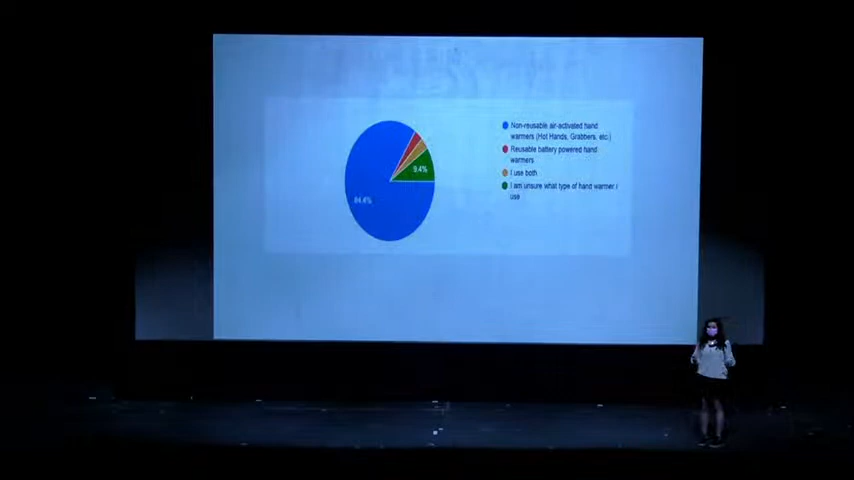 Non-reusable air-activated hand
warmers (Hot Hands, Grabbers, etc.)
Reusable battery powered hand
warmers
I use both
I am unsure what type of hand warmer I
use
9.4%
84.4%